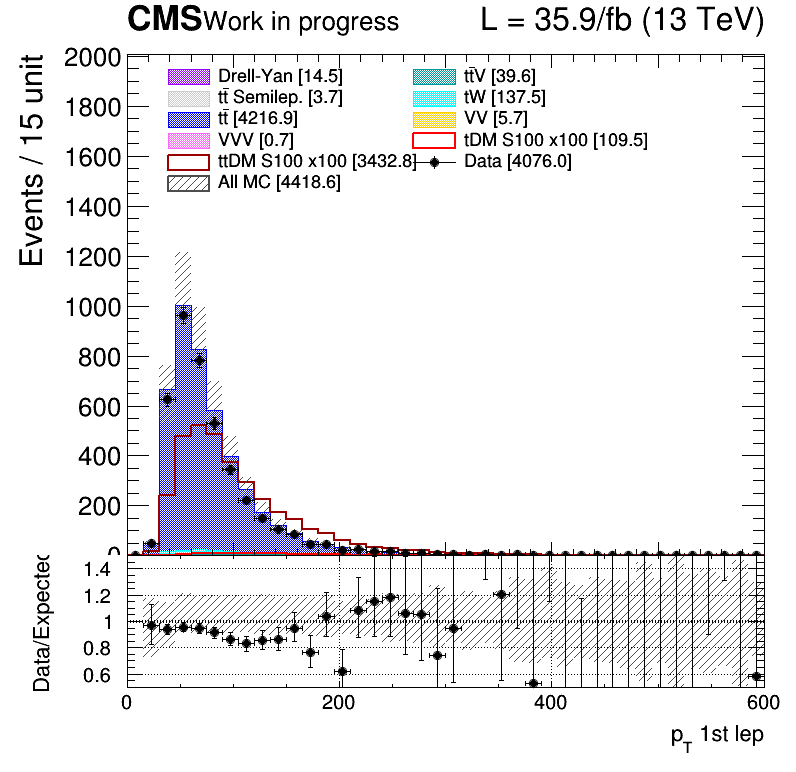 CMS Work in progress L = 35.9/fb (13 TeV)
Events / 15 unit
2000
1800
1600
1400
1200
1000
800
600
400
200
0
Drell-Yan [14.5]
tt̄V [39.6]
tt̄ Semilep. [3.7]
tW [137.5]
tt̄ [4216.9]
VV [5.7]
VVV [0.7]
tDM S100 x100 [109.5]
ttDM S100 x100 [3432.8]
Data [4076.0]
All MC [4418.6]
Data/Expected
1.4
1.2
1
0.8
0.6
0 200 400 600
p_T 1st lep